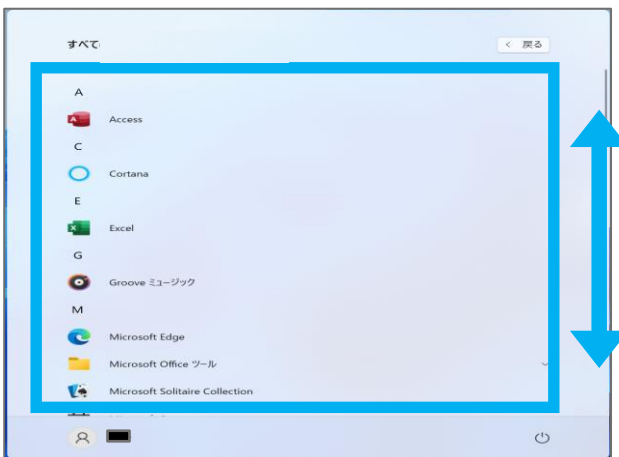 すべて
< 戻る
A
Access
C
Cortana
E
Excel
G
Groove ミュージック
M
Microsoft Edge
Microsoft Office ツール
Microsoft Solitaire Collection